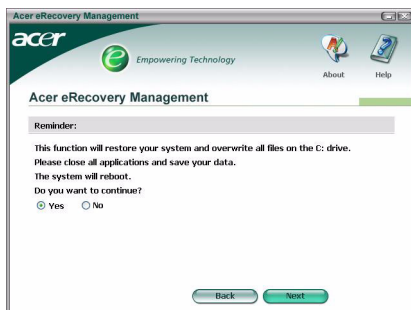 Acer eRecovery Management
acer
e
Empowering Technology
About
Help
Acer eRecovery Management
Reminder:
This function will restore your system and overwrite all files on the C: drive.
Please close all applications and save your data.
The system will reboot.
Do you want to continue?
Yes No
Back Next